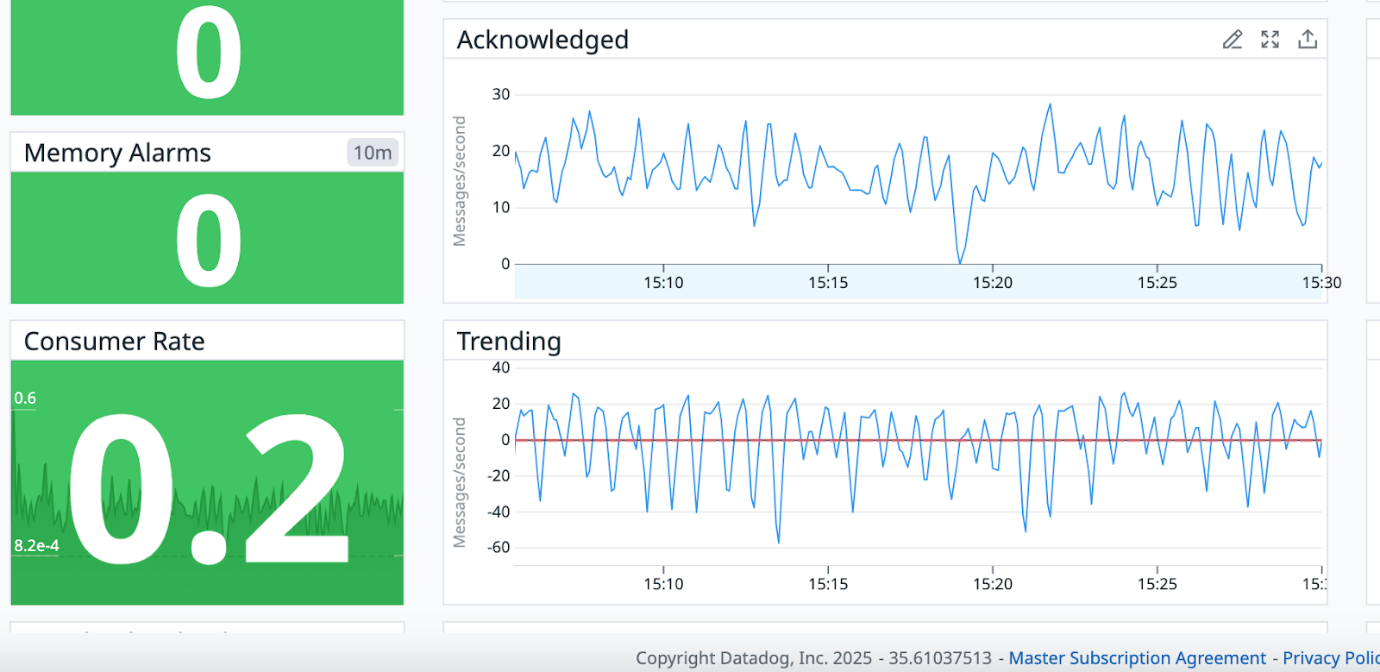 0
Memory Alarms
10m
0
Consumer Rate
0.6
0.2
8.2e-4
Acknowledged
Messages/second
30
20
10
0
15:10
15:15
15:20
15:25
15:30
Trending
Messages/second
40
20
0
-20
-40
-60
15:10
15:15
15:20
15:25
15:
Copyright Datadog, Inc. 2025 - 35.61037513 - Master Subscription Agreement - Privacy Polic